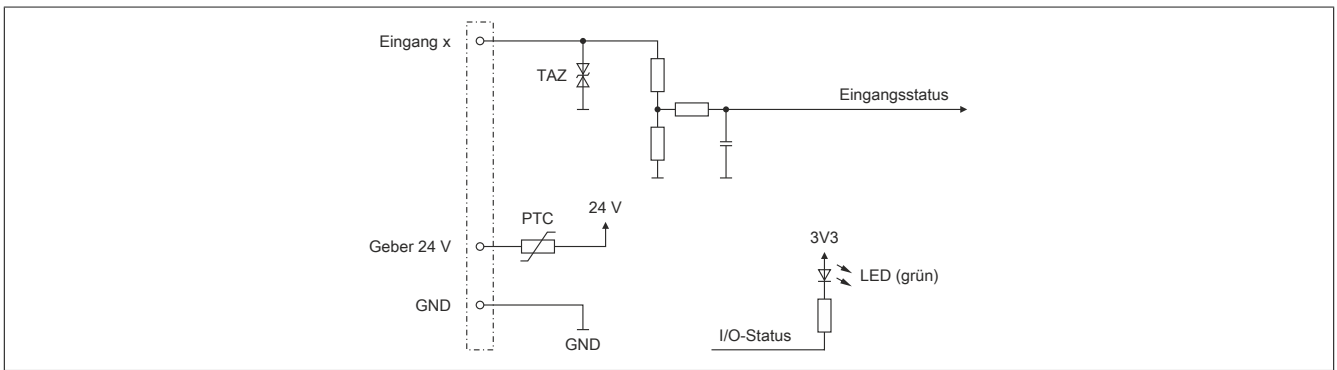 Eingang x
TAZ
Eingangsstatus
24 V
PTC
Geber 24 V
3V3
LED (grün)
GND
I/O-Status
GND